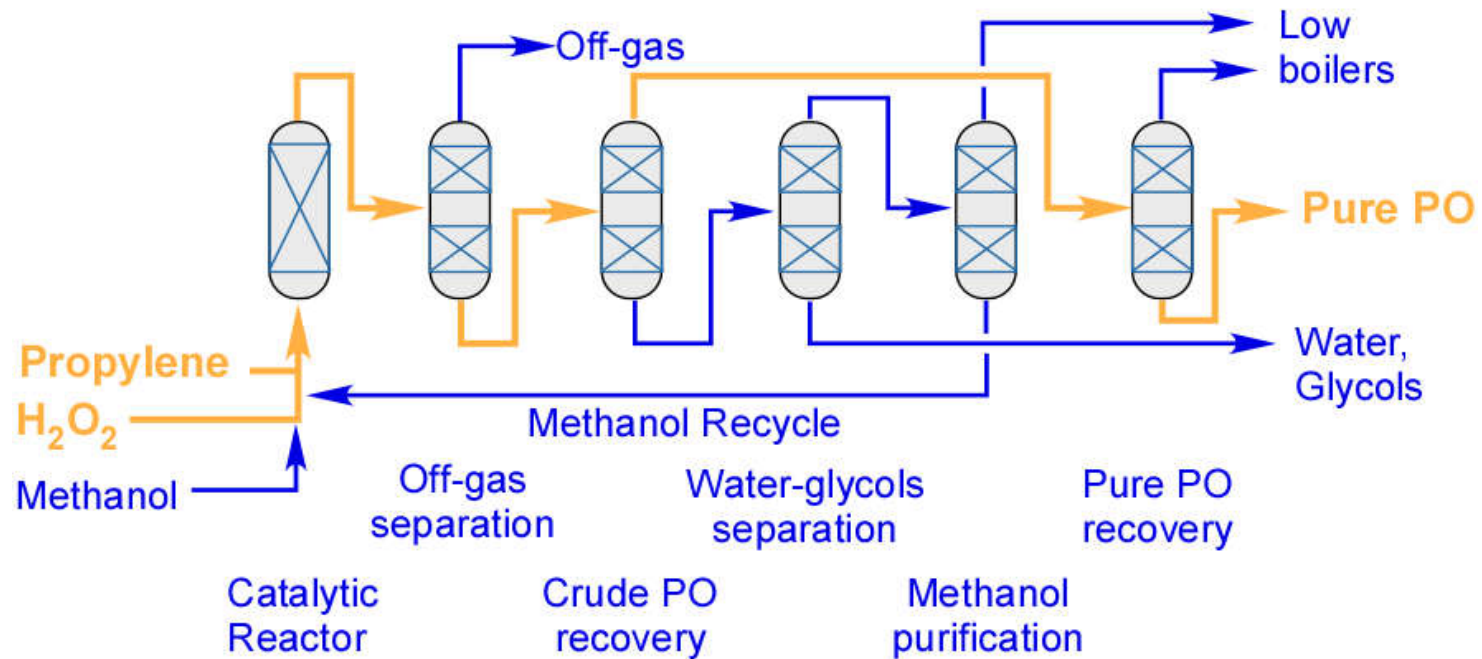 Off-gas
Low
boilers
Pure PO
Propylene
H₂O₂
Methanol
Water,
Glycols
Methanol Recycle
Off-gas
separation
Water-glycols
separation
Pure PO
recovery
Catalytic
Reactor
Crude PO
recovery
Methanol
purification